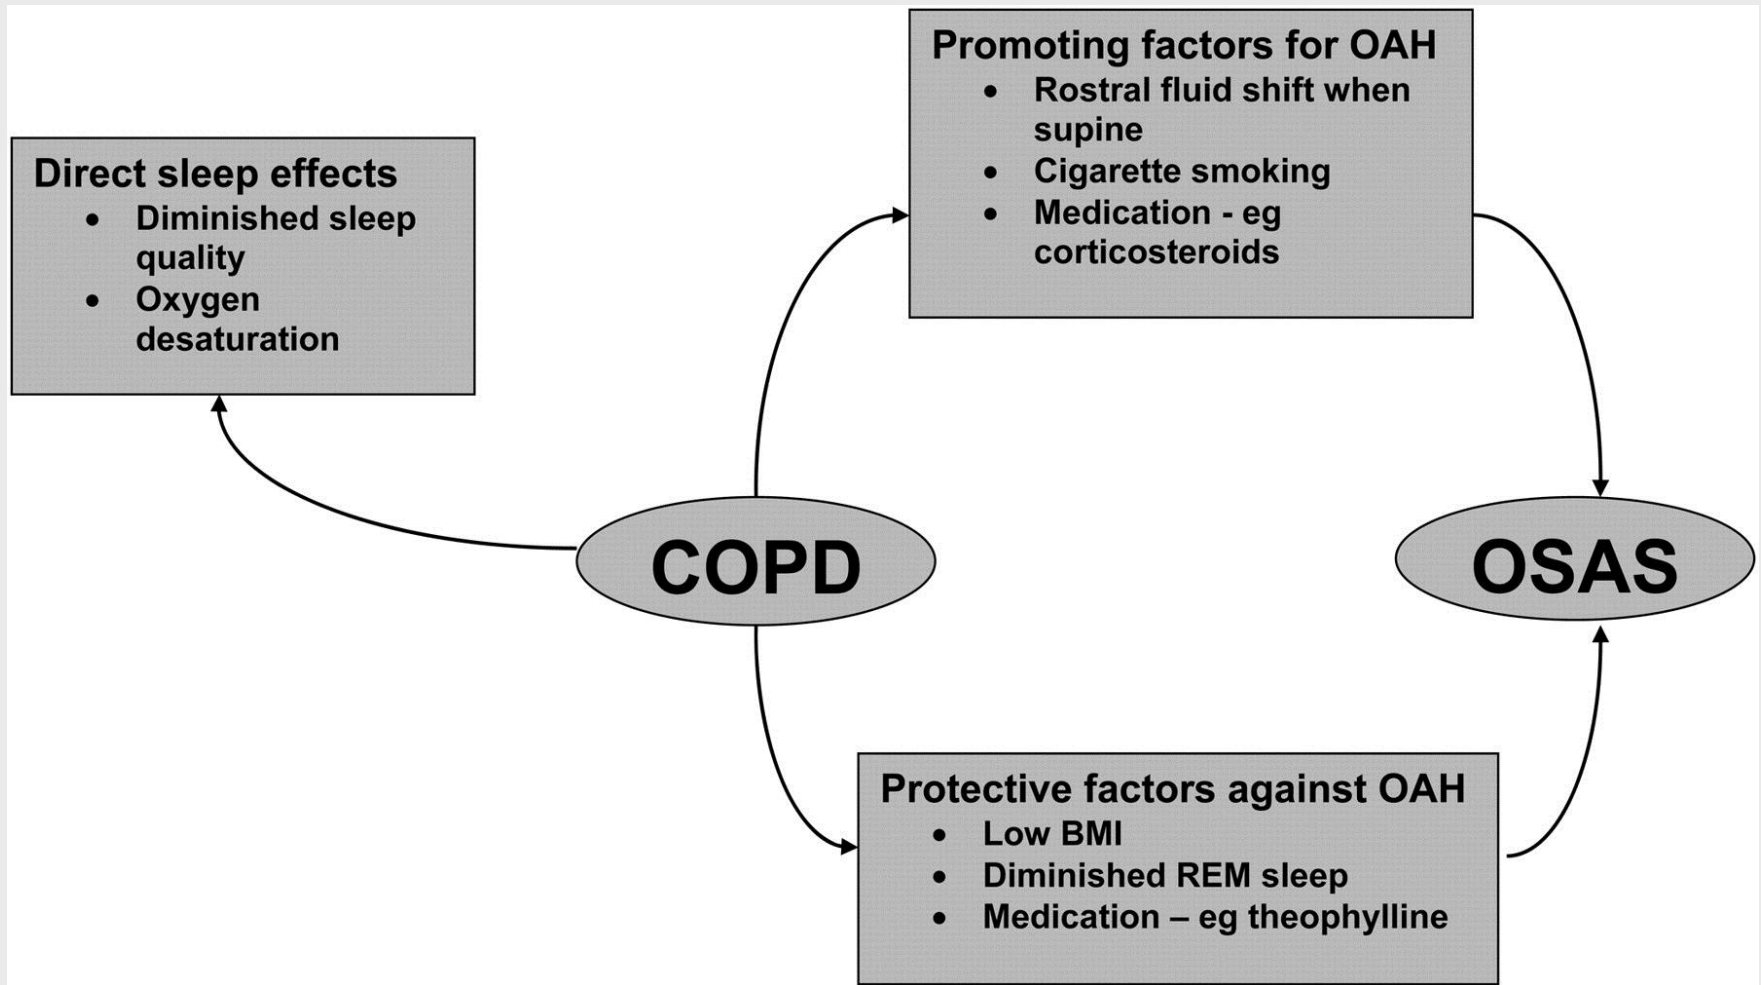 Promoting factors for OAH
• Rostral fluid shift when
supine
• Cigarette smoking
• Medication - eg
corticosteroids
Direct sleep effects
• Diminished sleep
quality
• Oxygen
desaturation
COPD
OSAS
Protective factors against OAH
• Low BMI
• Diminished REM sleep
• Medication – eg theophylline